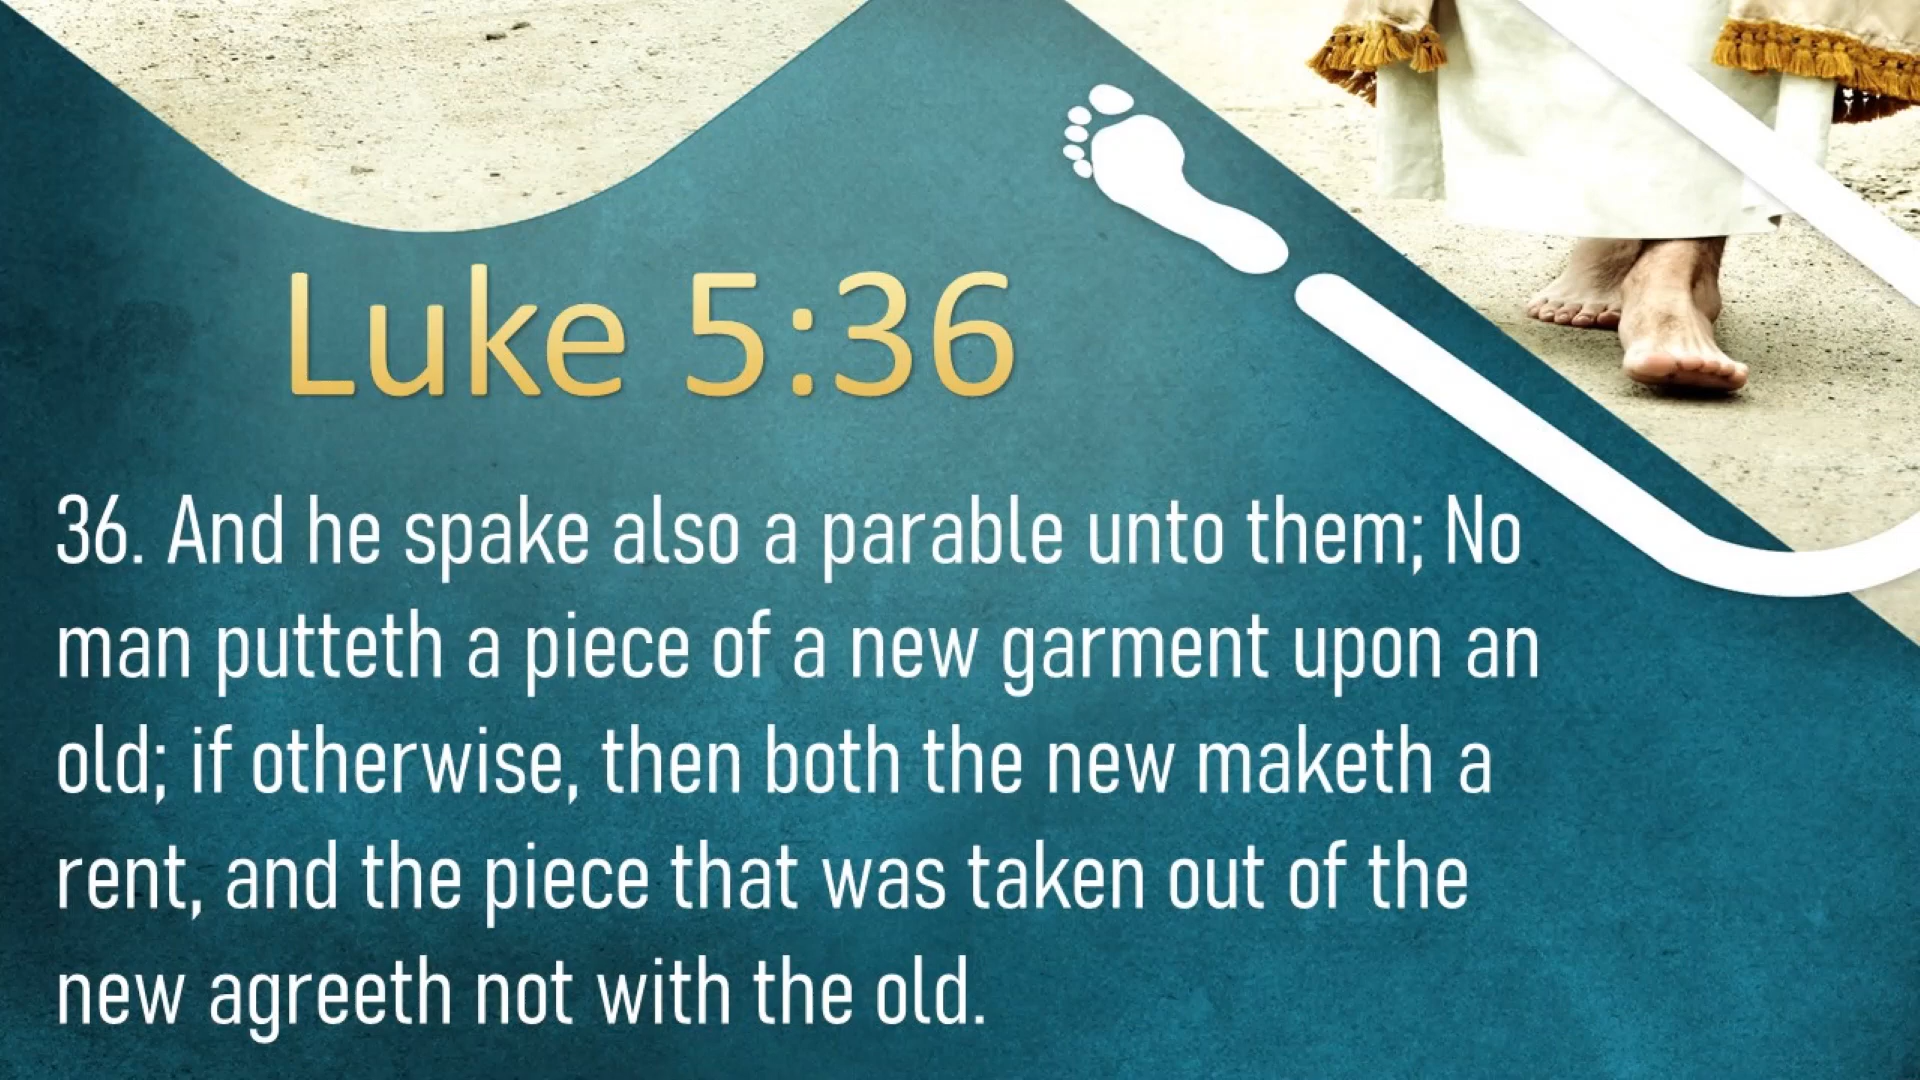 Luke 5:36
36. And he spake also a parable unto them; No
man putteth a piece of a new garment upon an
old; if otherwise, then both the new maketh a
rent, and the piece that was taken out of the
new agreeth not with the old.